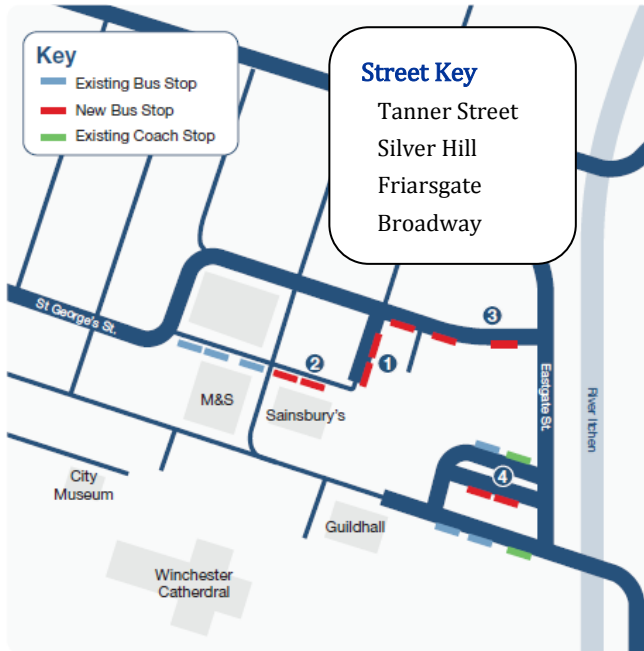 Key
Existing Bus Stop
New Bus Stop
Existing Coach Stop
Street Key
Tanner Street
Silver Hill
Friarsgate
Broadway
St George's St.
3
2
1
M&S
Sainsbury's
Eastgate St.
River Itchen
4
City
Museum
Guildhall
Winchester
Catherdral